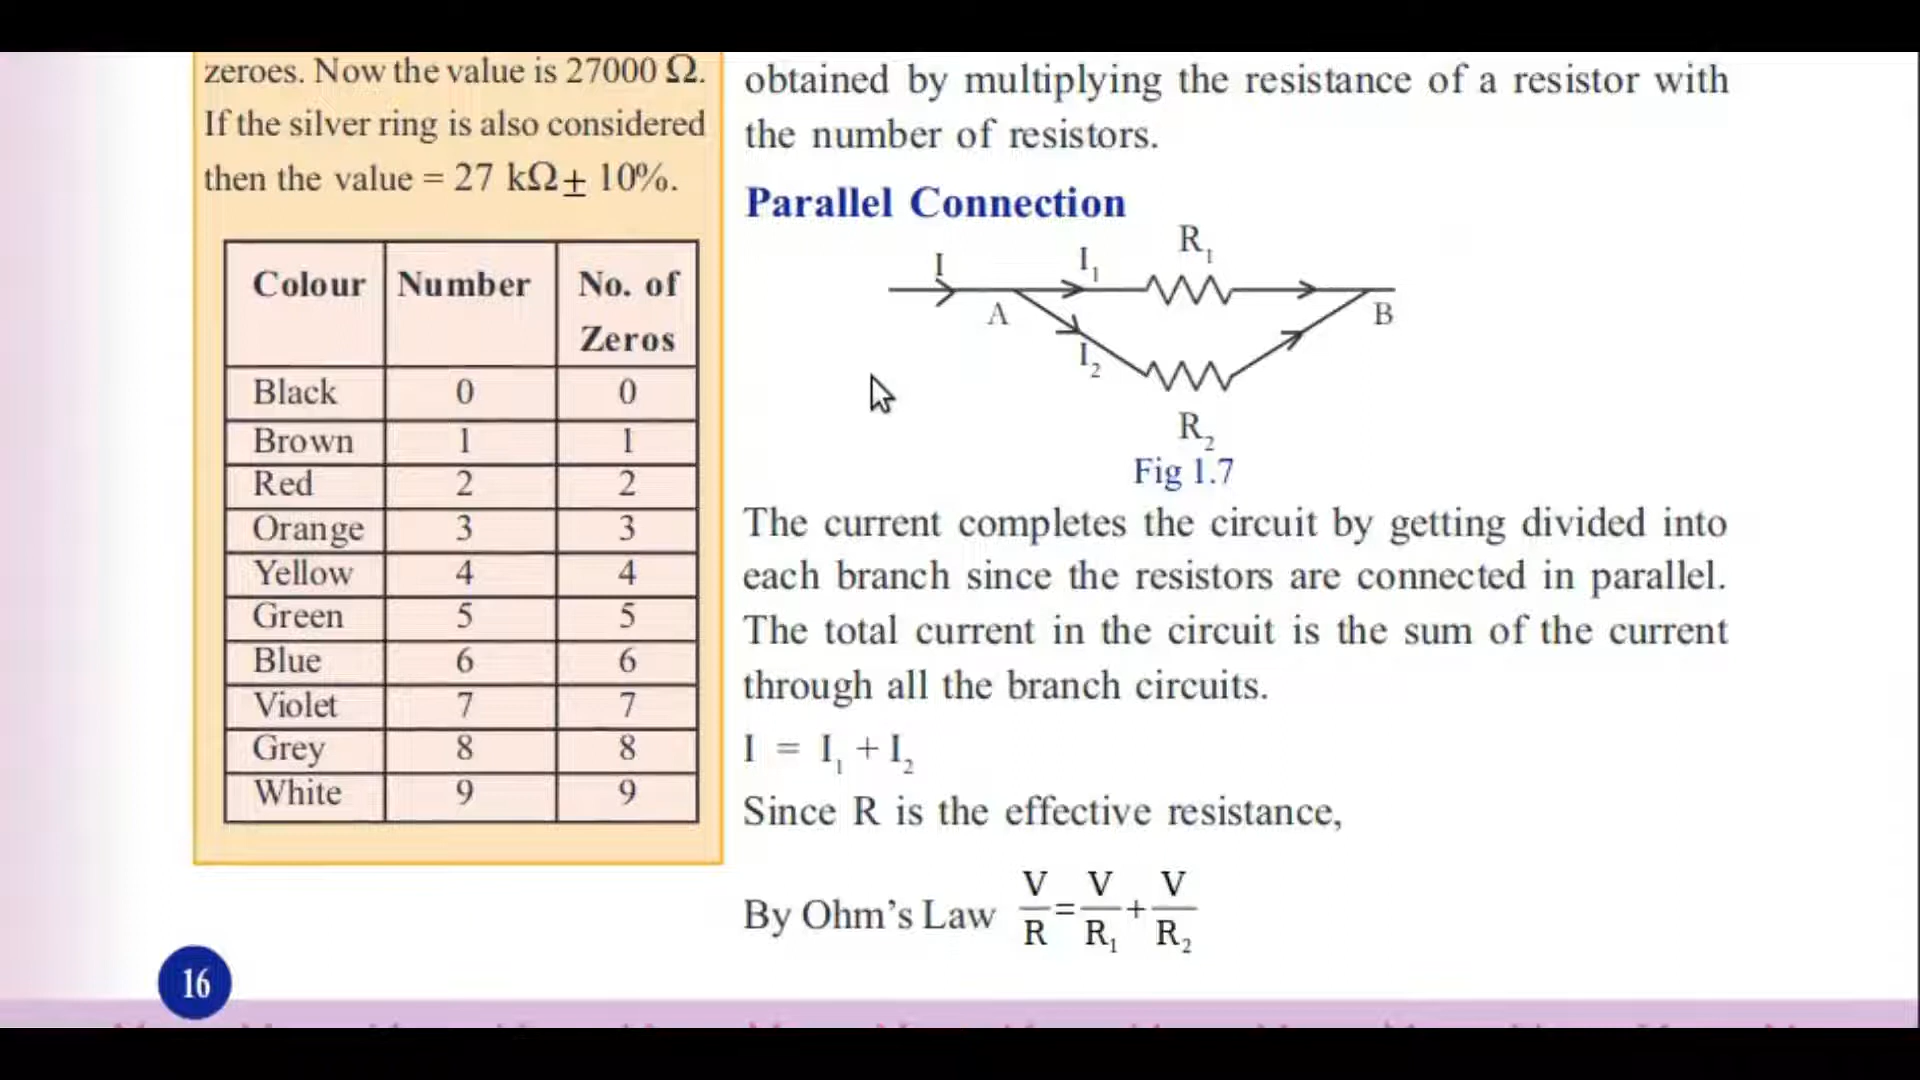 zeroes. Now the value is 27000 Ω.
If the silver ring is also considered
then the value = 27 kΩ± 10%.
Colour Number No. of Zeros
Black 0 0
Brown 1 1
Red 2 2
Orange 3 3
Yellow 4 4
Green 5 5
Blue 6 6
Violet 7 7
Grey 8 8
White 9 9
16
obtained by multiplying the resistance of a resistor with
the number of resistors.
Parallel Connection
R₁
I I₁
A B
I₂
R₂
Fig 1.7
The current completes the circuit by getting divided into
each branch since the resistors are connected in parallel.
The total current in the circuit is the sum of the current
through all the branch circuits.
I = I₁ + I₂
Since R is the effective resistance,
By Ohm’s Law V/R = V/R₁ + V/R₂